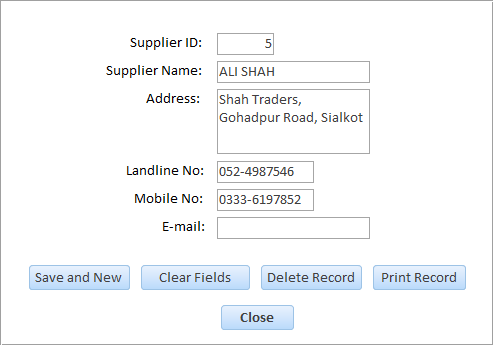 Supplier ID: 5
Supplier Name: ALI SHAH
Address: Shah Traders,
Gohadpur Road, Sialkot
Landline No: 052-4987546
Mobile No: 0333-6197852
E-mail:
Save and New Clear Fields Delete Record Print Record
Close